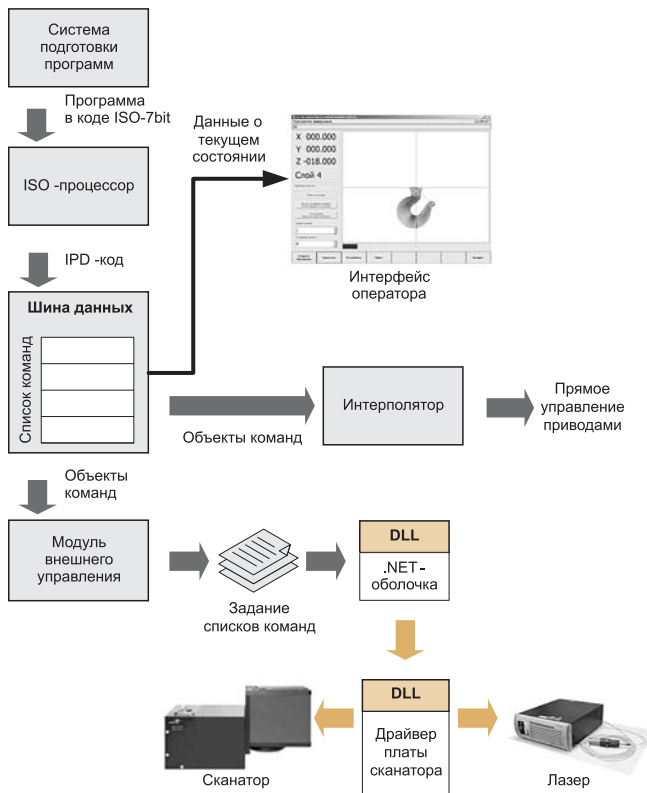 Система
подготовки
программ
Программа
в коде ISO-7bit
Данные о
текущем
состоянии
X 000.000
Y 000.000
Z -018.000
Слой 4
ISO -процессор
IPD -код
Интерфейс
оператора
Шина данных
Список команд
Объекты команд
Интерполятор
Прямое
управление
приводами
Объекты
команд
Модуль
внешнего
управления
Задание
списков команд
DLL
.NET -
оболочка
DLL
Драйвер
платы
сканатора
Сканатор
Лазер